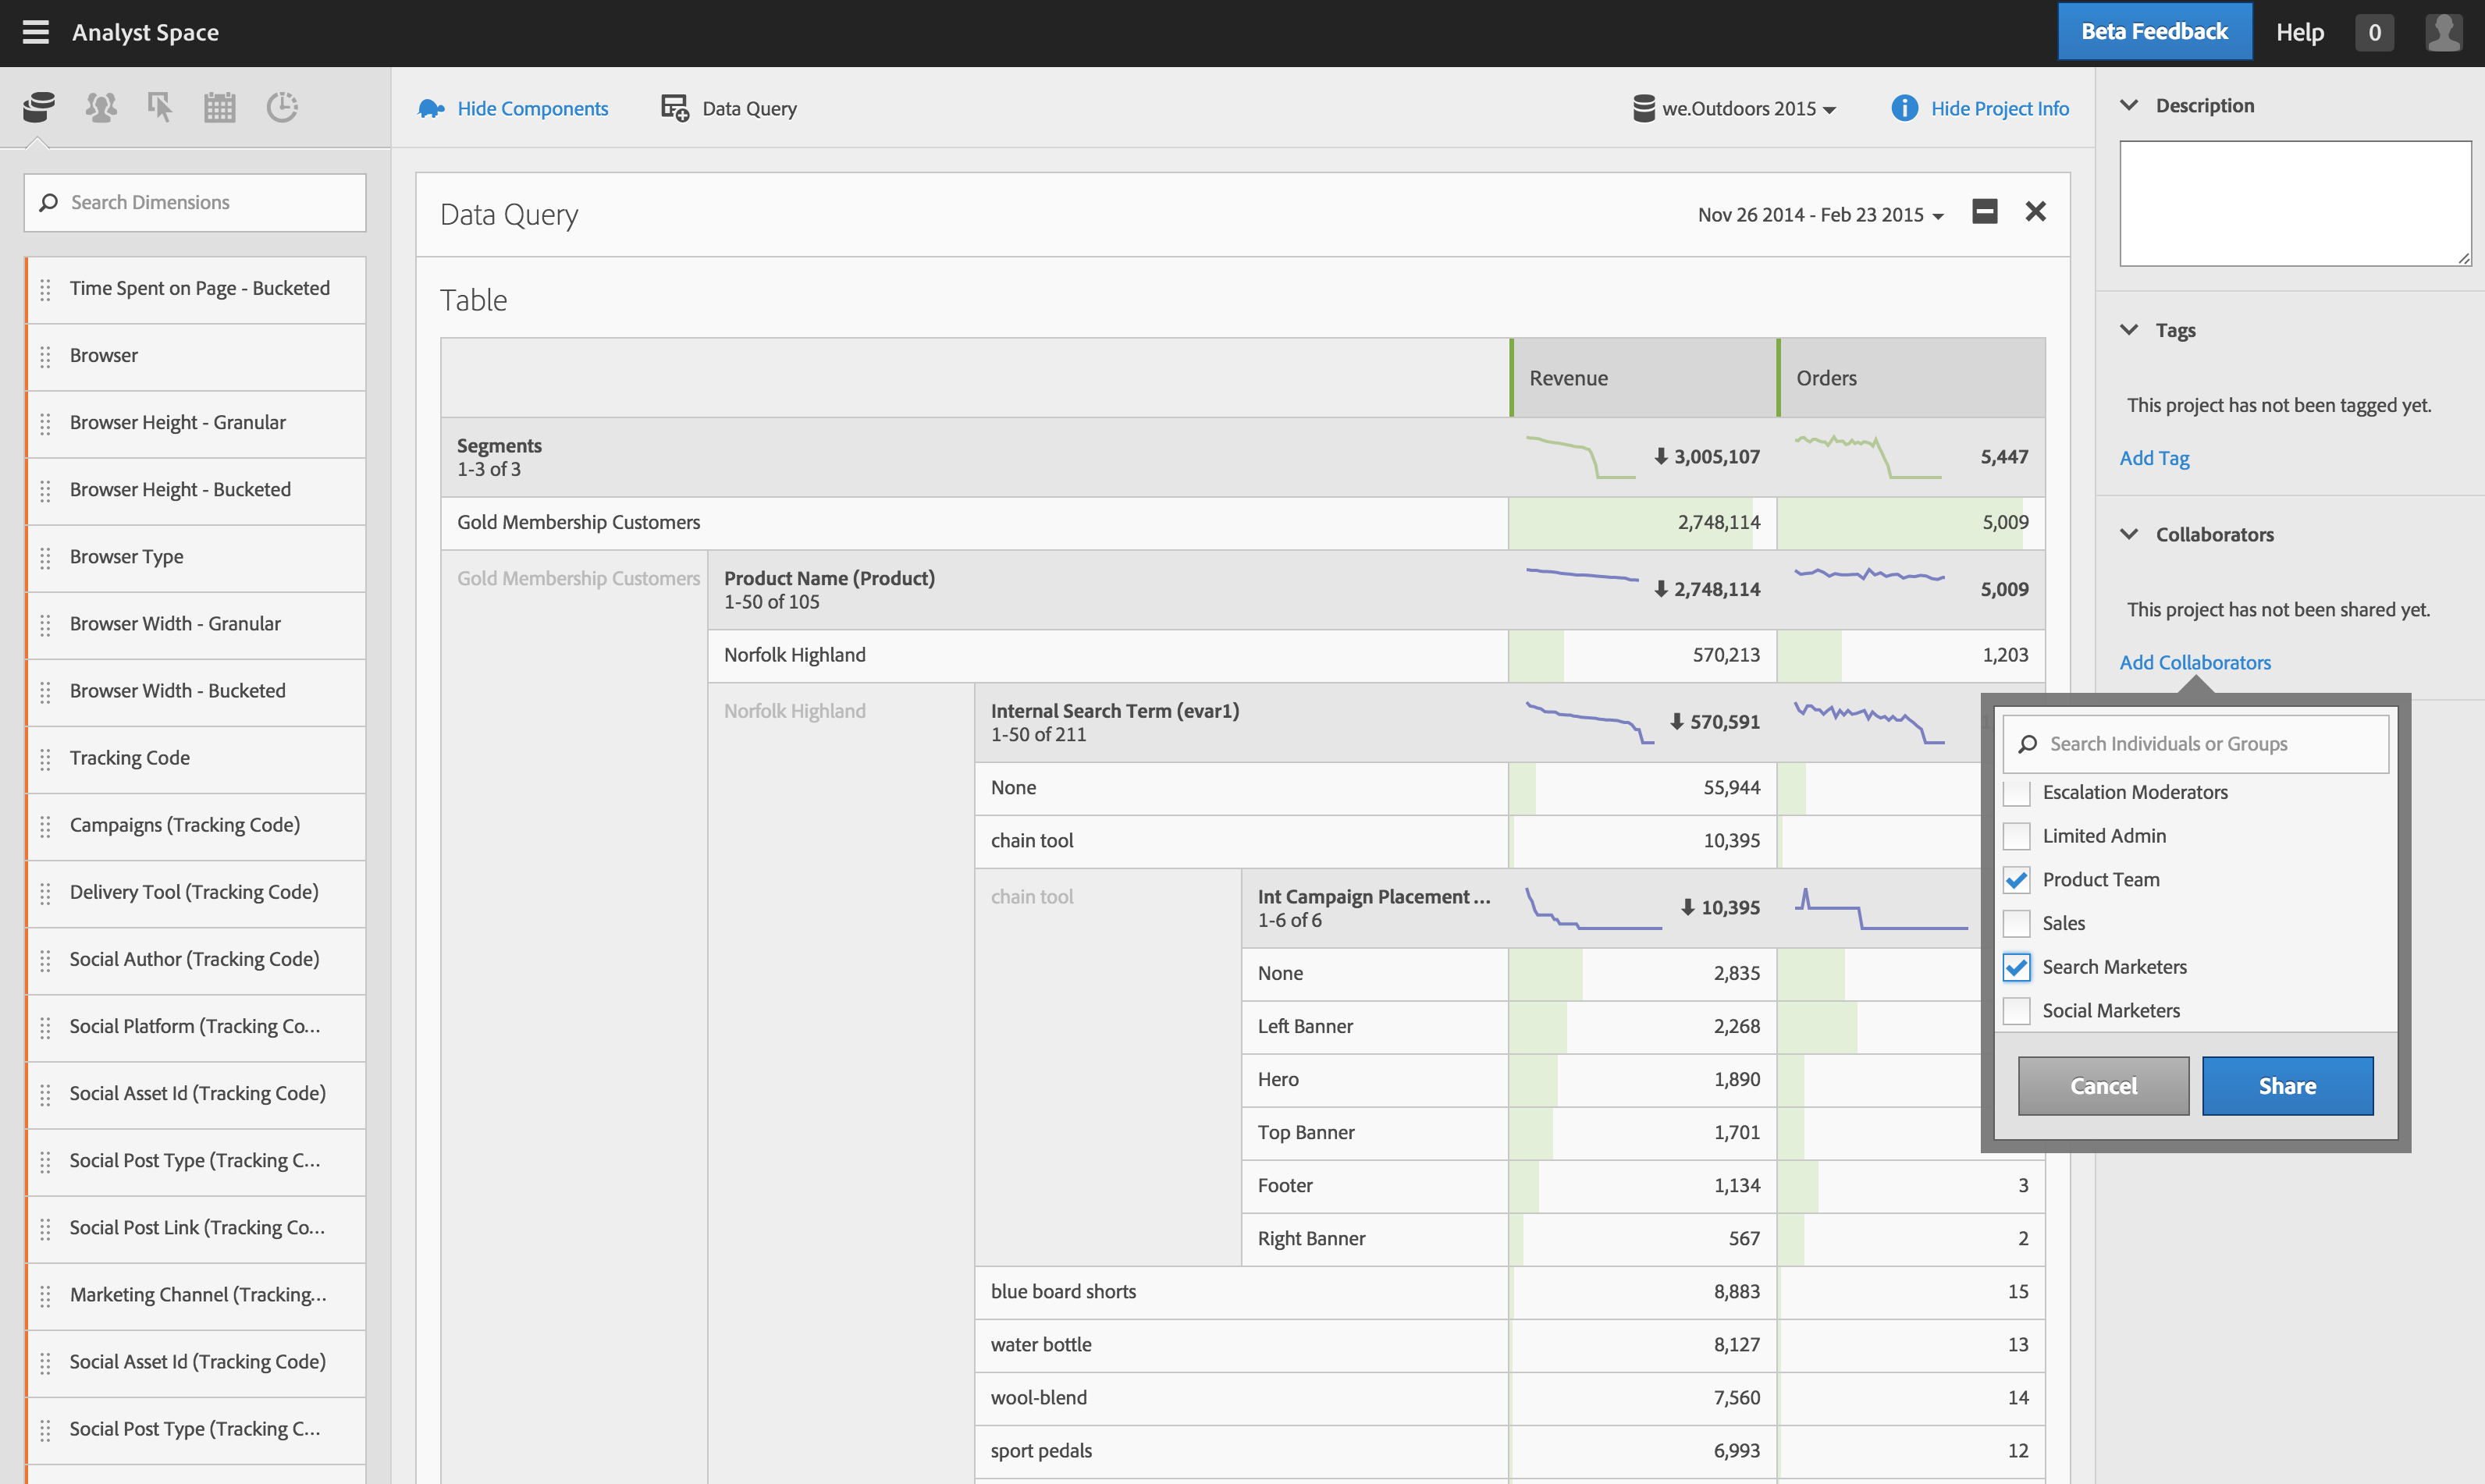 Analyst Space
Beta Feedback
Help
0
Hide Components
Data Query
we.Outdoors 2015
Hide Project Info
Search Dimensions
Time Spent on Page - Bucketed
Browser
Browser Height - Granular
Browser Height - Bucketed
Browser Type
Browser Width - Granular
Browser Width - Bucketed
Tracking Code
Campaigns (Tracking Code)
Delivery Tool (Tracking Code)
Social Author (Tracking Code)
Social Platform (Tracking Co...
Social Asset Id (Tracking Code)
Social Post Type (Tracking C...
Social Post Link (Tracking Co...
Marketing Channel (Tracking...
Social Asset Id (Tracking Code)
Social Post Type (Tracking C...
Data Query
Nov 26 2014 - Feb 23 2015
Table
Revenue Orders
Segments
1-3 of 3
3,005,107 5,447
Gold Membership Customers 2,748,114 5,009
Gold Membership Customers
Product Name (Product)
1-50 of 105
2,748,114 5,009
Norfolk Highland 570,213 1,203
Norfolk Highland
Internal Search Term (evar1)
1-50 of 211
570,591
None 55,944
chain tool 10,395
chain tool
Int Campaign Placement ...
1-6 of 6
10,395
None 2,835
Left Banner 2,268
Hero 1,890
Top Banner 1,701
Footer 1,134 3
Right Banner 567 2
blue board shorts 8,883 15
water bottle 8,127 13
wool-blend 7,560 14
sport pedals 6,993 12
Description
Tags
This project has not been tagged yet.
Add Tag
Collaborators
This project has not been shared yet.
Add Collaborators
Search Individuals or Groups
Escalation Moderators
Limited Admin
Product Team
Sales
Search Marketers
Social Marketers
Cancel
Share